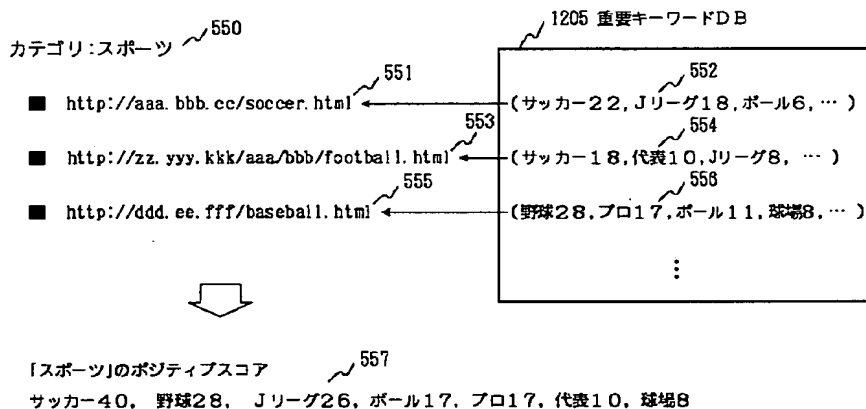 1205 重要キーワードDB
カテゴリ:スポーツ 550
551
552
■ http://aaa.bbb.cc/soccer.html (サッカー22,Jリーグ18,ボール6,… )
553
554
■ http://zz.yyy.kkk/aaa/bbb/football.html (サッカー18,代表10,Jリーグ8, … )
555
556
■ http://ddd.ee.fff/baseball.html (野球28,プロ17,ボール11,球場8,… )
⋮
「スポーツ」のポジティブスコア 557
サッカー40, 野球28, Jリーグ26,ボール17,プロ17,代表10,球場8